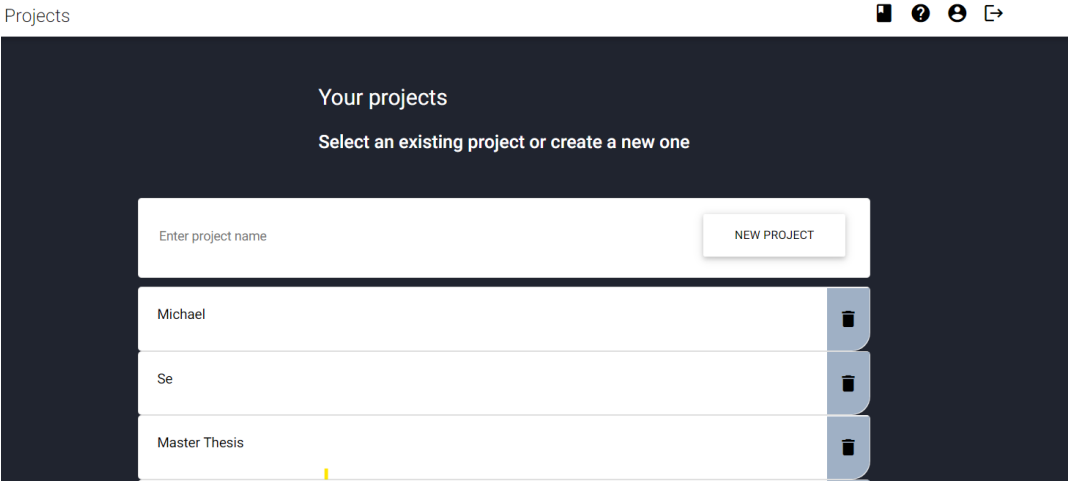 Projects
Your projects
Select an existing project or create a new one
Enter project name
NEW PROJECT
Michael
Se
Master Thesis